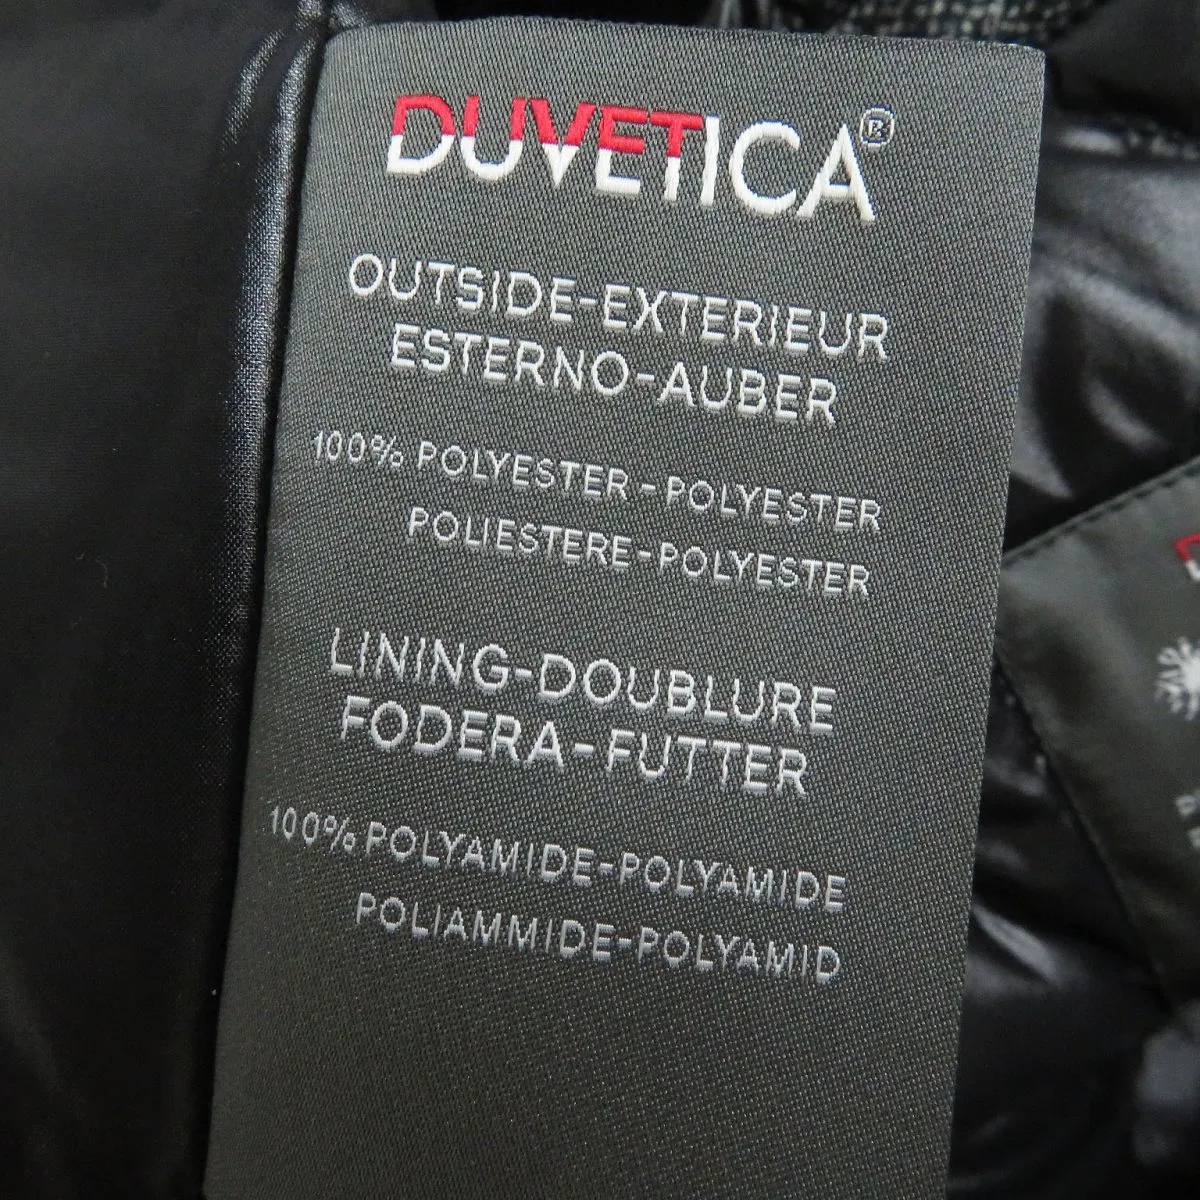 DUVETICA®
OUTSIDE-EXTERIEUR
ESTERNO-AUBER
100% POLYESTER-POLYESTER
POLIESTERE-POLYESTER
LINING-DOUBLURE
FODERA-FUTTER
100% POLYAMIDE-POLYAMIDE
POLIAMMIDE-POLYAMID